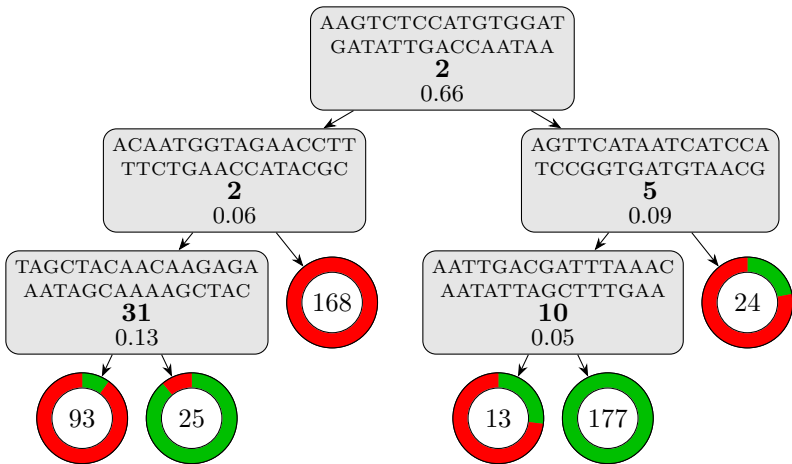 AAGTCTCCATGTGGAT
GATATTGACCAATAA
2
0.66
ACAATGGTAGAACCTT
TTCTGAACCATACGC
2
0.06
AGTTCATAATCATCCA
TCCGGTGATGTAACG
5
0.09
TAGCTACAACAAGAGA
AATAGCAAAAGCTAC
31
0.13
168
AATTGACGATTTAAAC
AATATTAGCTTTGAA
10
0.05
24
93
25
13
177